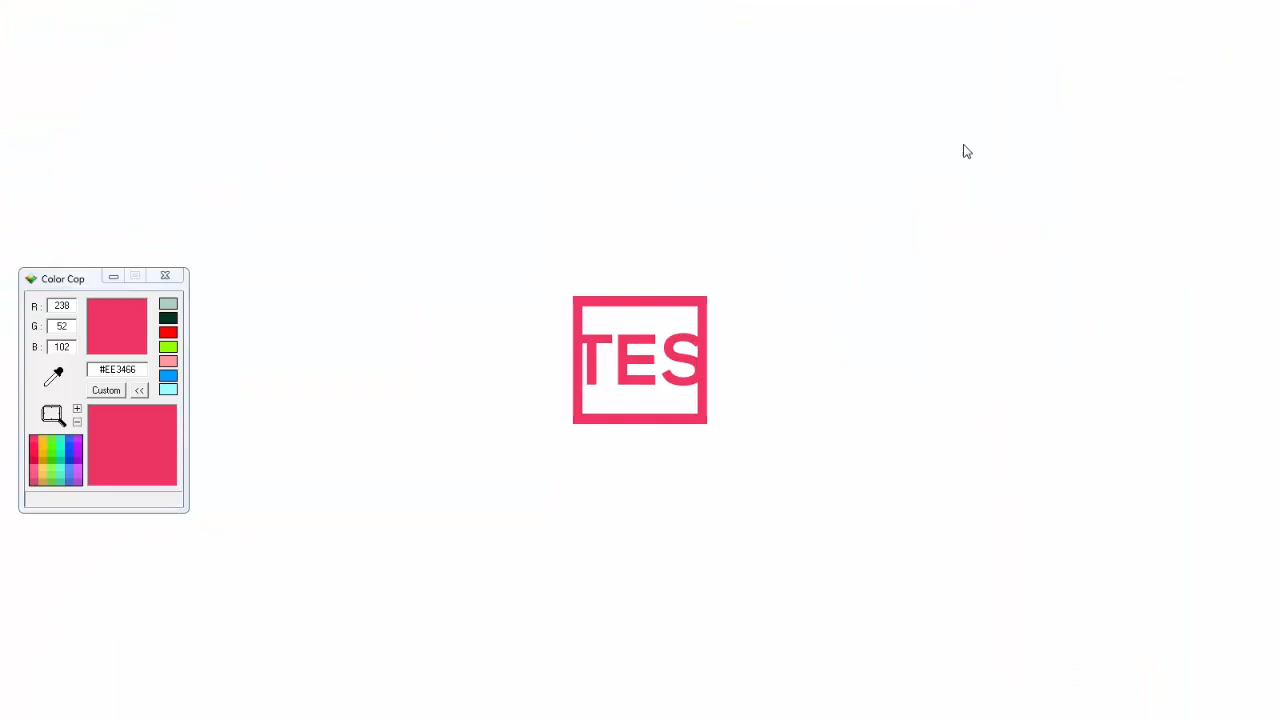 Color Cop
R: 238
G: 52
B: 102
#EE3466
Custom <<
TES